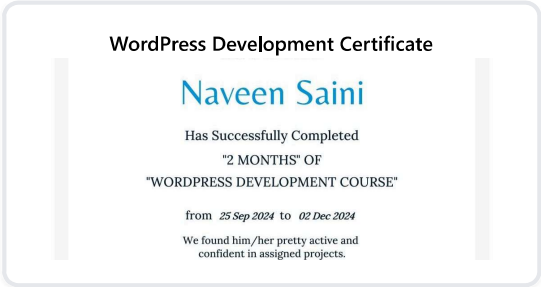 WordPress Development Certificate
Naveen Saini
Has Successfully Completed
"2 MONTHS" OF
"WORDPRESS DEVELOPMENT COURSE"
from 25 Sep 2024 to 02 Dec 2024
We found him/her pretty active and
confident in assigned projects.